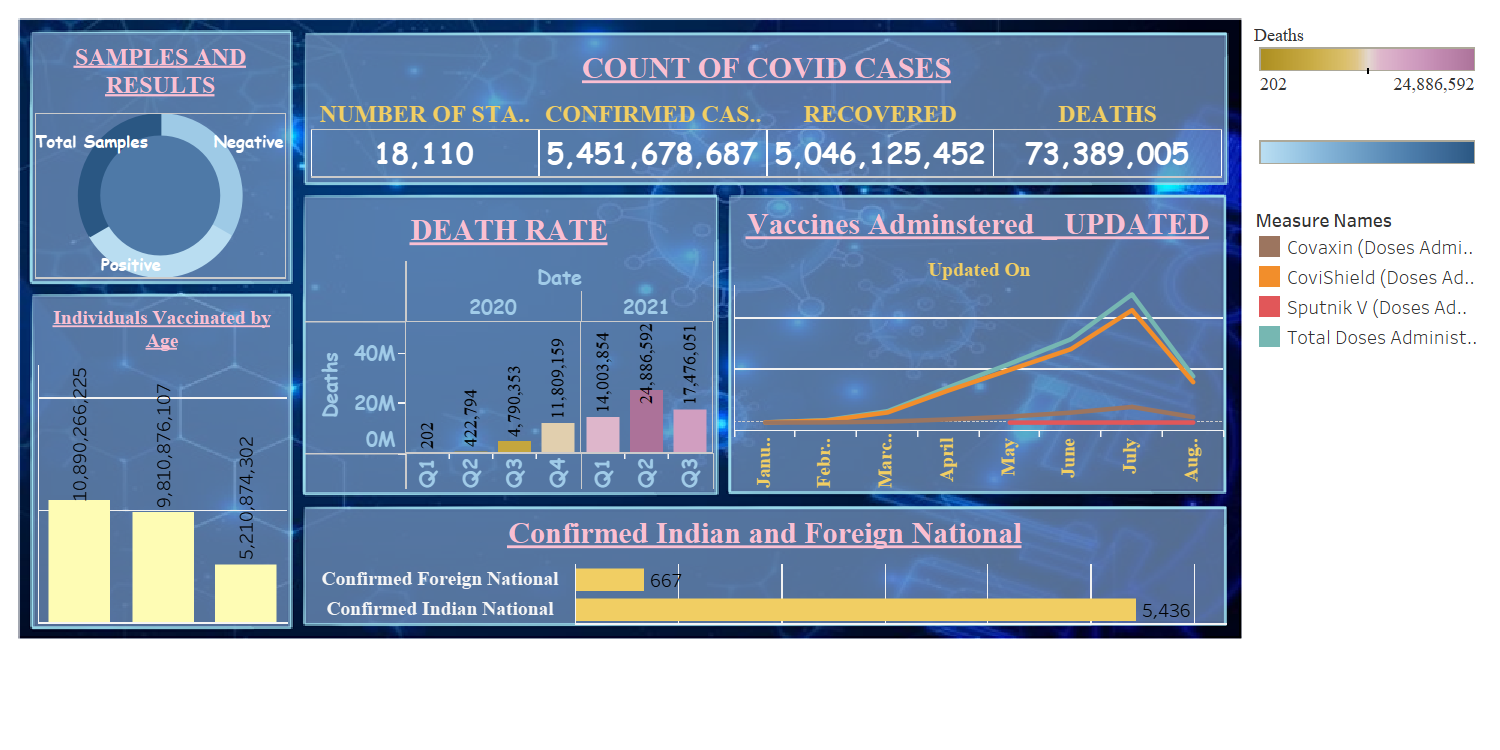 SAMPLES AND
RESULTS
Total Samples
Negative
Positive
COUNT OF COVID CASES
NUMBER OF STA..
CONFIRMED CAS..
RECOVERED
DEATHS
18,110
5,451,678,687
5,046,125,452
73,389,005
Individuals Vaccinated by
Age
10,890,266,225
9,810,876,107
5,210,874,302
DEATH RATE
Date
2020
2021
Deaths
40M
20M
0M
202
422,794
4,790,353
11,809,159
14,003,854
24,886,592
17,476,051
Q1
Q2
Q3
Q4
Q1
Q2
Q3
Vaccines Adminstered _ UPDATED
Updated On
Janu..
Febr..
Marc..
April
May
June
July
Aug..
Confirmed Indian and Foreign National
Confirmed Foreign National
667
Confirmed Indian National
5,436
Deaths
202
24,886,592
Measure Names
Covaxin (Doses Admi..
CoviShield (Doses Ad..
Sputnik V (Doses Ad..
Total Doses Administ..